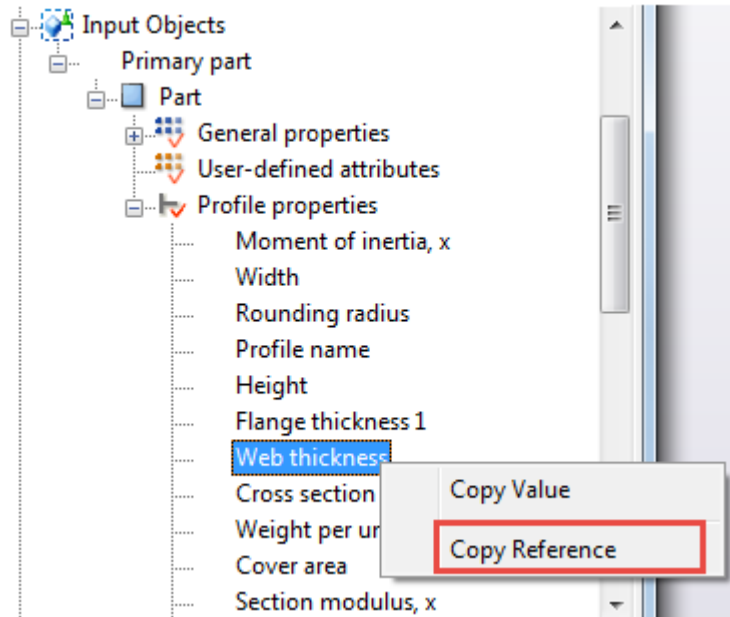 Input Objects
Primary part
Part
General properties
User-defined attributes
Profile properties
Moment of inertia, x
Width
Rounding radius
Profile name
Height
Flange thickness 1
Web thickness
Copy Value
Cross section
Weight per ur
Copy Reference
Cover area
Section modulus, x